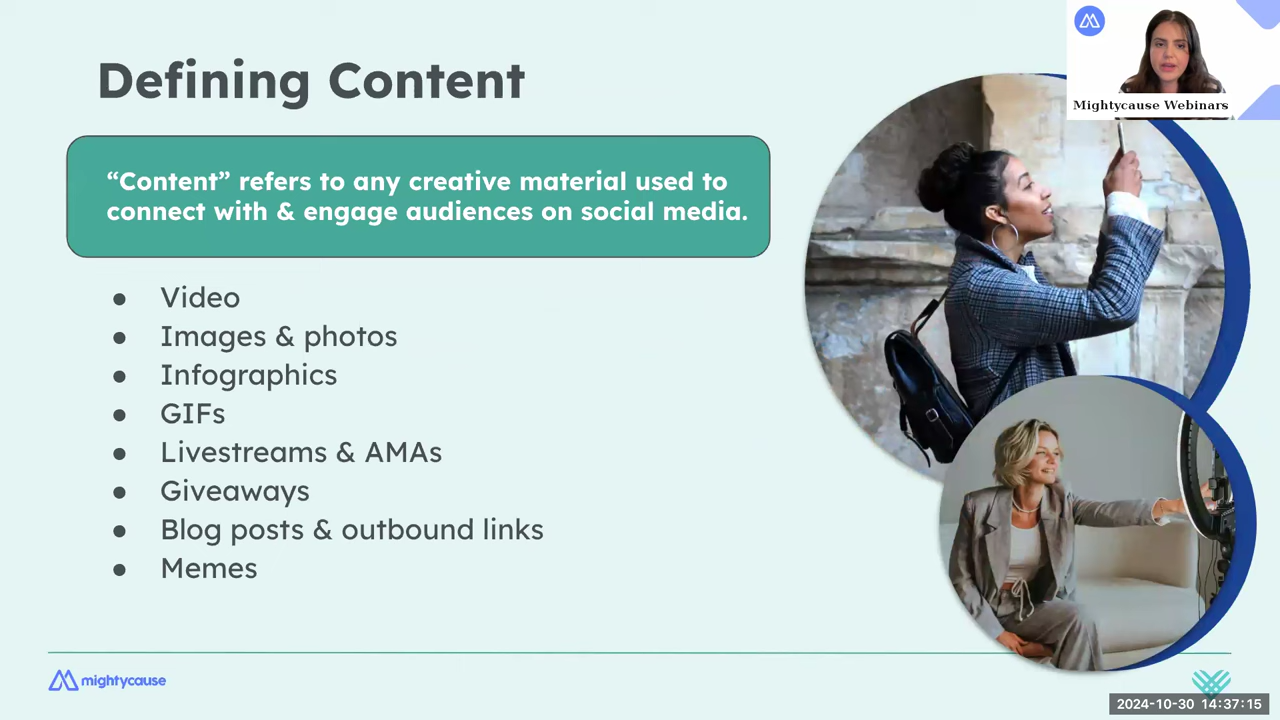 Defining Content
Mightycause Webinars
“Content” refers to any creative material used to
connect with & engage audiences on social media.
● Video
● Images & photos
● Infographics
● GIFs
● Livestreams & AMAs
● Giveaways
● Blog posts & outbound links
● Memes
mightycause
2024-10-30 14:37:15